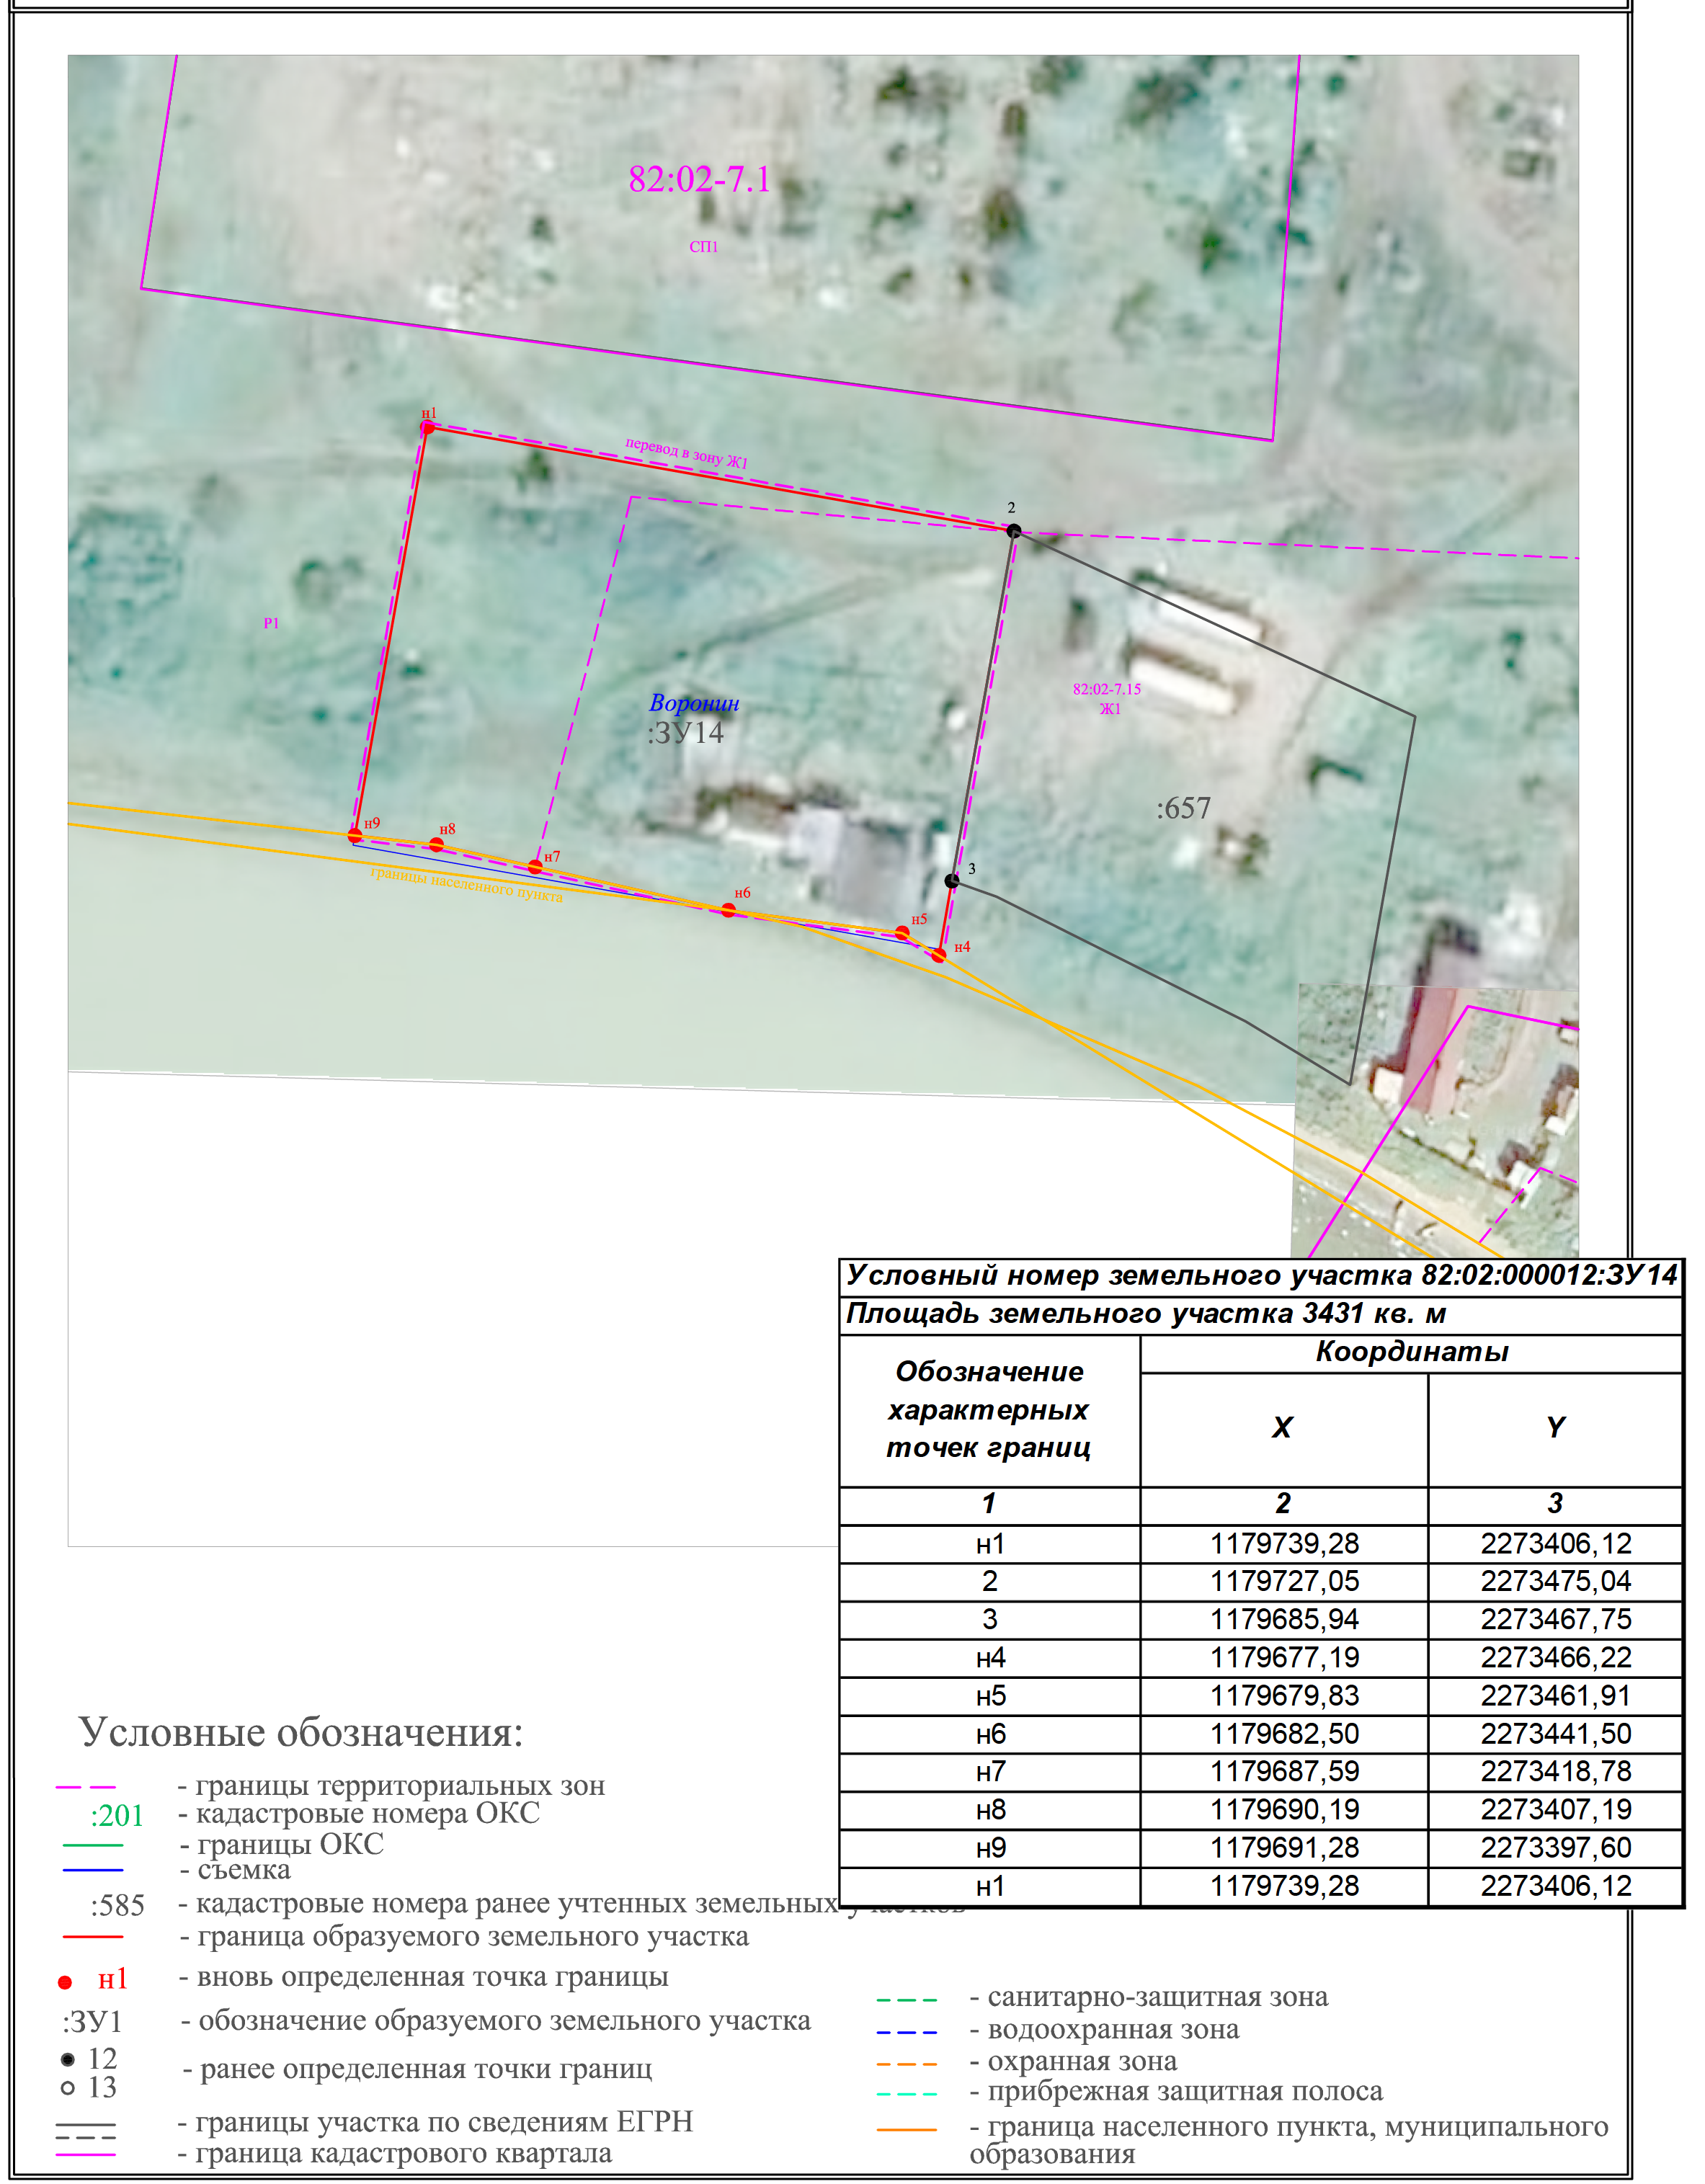 82:02-7.1
СП1
н1
перевод в зону Ж1
2
Р1
82:02-7.15
Ж1
Воронин
:ЗУ14
:657
н9
н8
н7
3
границы населенного пункта
н6
н5
н4
Условный номер земельного участка 82:02:000012:ЗУ14
Площадь земельного участка 3431 кв. м
Обозначение характерных точек границ
Координаты
X Y
1 2 3
н1 1179739,28 2273406,12
2 1179727,05 2273475,04
3 1179685,94 2273467,75
н4 1179677,19 2273466,22
н5 1179679,83 2273461,91
н6 1179682,50 2273441,50
н7 1179687,59 2273418,78
н8 1179690,19 2273407,19
н9 1179691,28 2273397,60
н1 1179739,28 2273406,12
Условные обозначения:
- границы территориальных зон
:201 - кадастровые номера ОКС
- границы ОКС
- съемка
:585 - кадастровые номера ранее учтенных земельных участков
- граница образуемого земельного участка
н1 - вновь определенная точка границы
:ЗУ1 - обозначение образуемого земельного участка
12
13 - ранее определенная точки границ
- границы участка по сведениям ЕГРН
- граница кадастрового квартала
- санитарно-защитная зона
- водоохранная зона
- охранная зона
- прибрежная защитная полоса
- граница населенного пункта, муниципального
образования